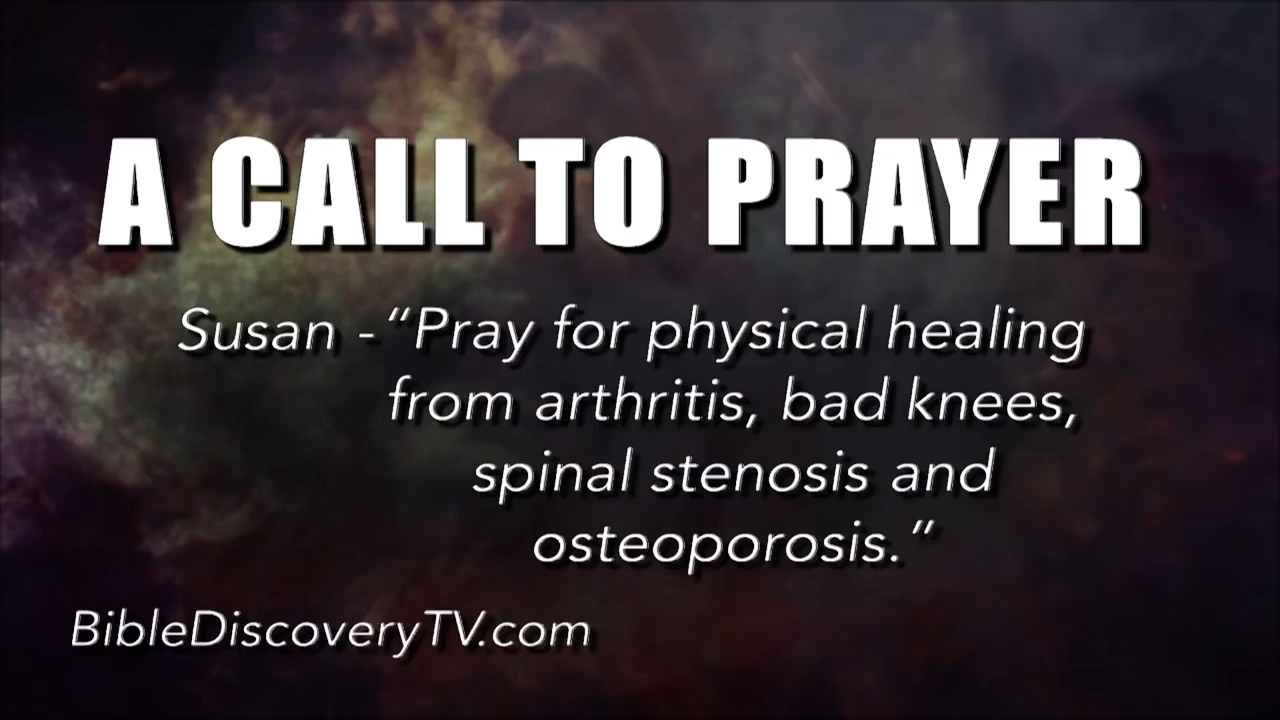 A CALL TO PRAYER
Susan - “Pray for physical healing
from arthritis, bad knees,
spinal stenosis and
osteoporosis.”
BibleDiscoveryTV.com